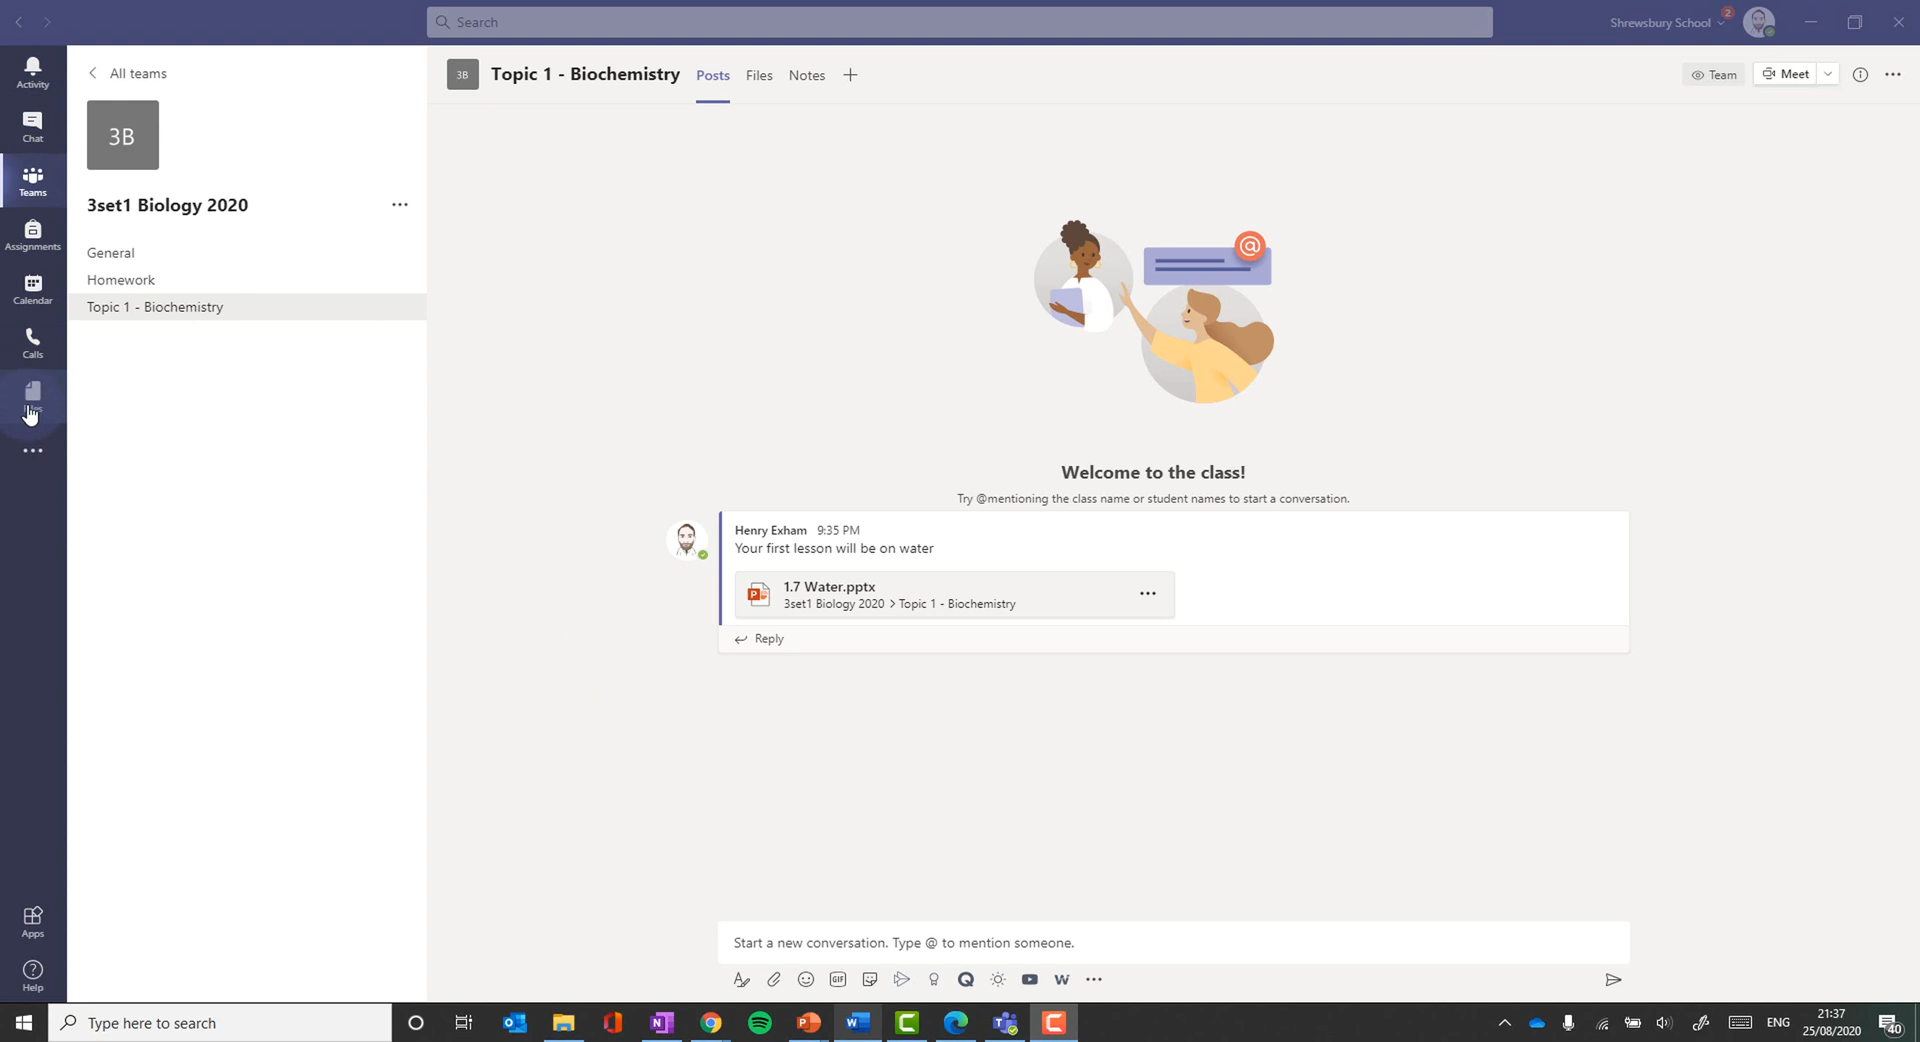 Search
Shrewsbury School
2
Activity
Chat
Teams
Assignments
Calendar
Calls
Apps
Help
All teams
3B
3set1 Biology 2020
General
Homework
Topic 1 - Biochemistry
3B
Topic 1 - Biochemistry
Posts
Files
Notes
Team
Meet
@
Welcome to the class!
Try @mentioning the class name or student names to start a conversation.
Henry Exham 9:35 PM
Your first lesson will be on water
1.7 Water.pptx
3set1 Biology 2020 > Topic 1 - Biochemistry
Reply
Start a new conversation. Type @ to mention someone.
GIF
Type here to search
ENG
21:37
25/08/2020
40